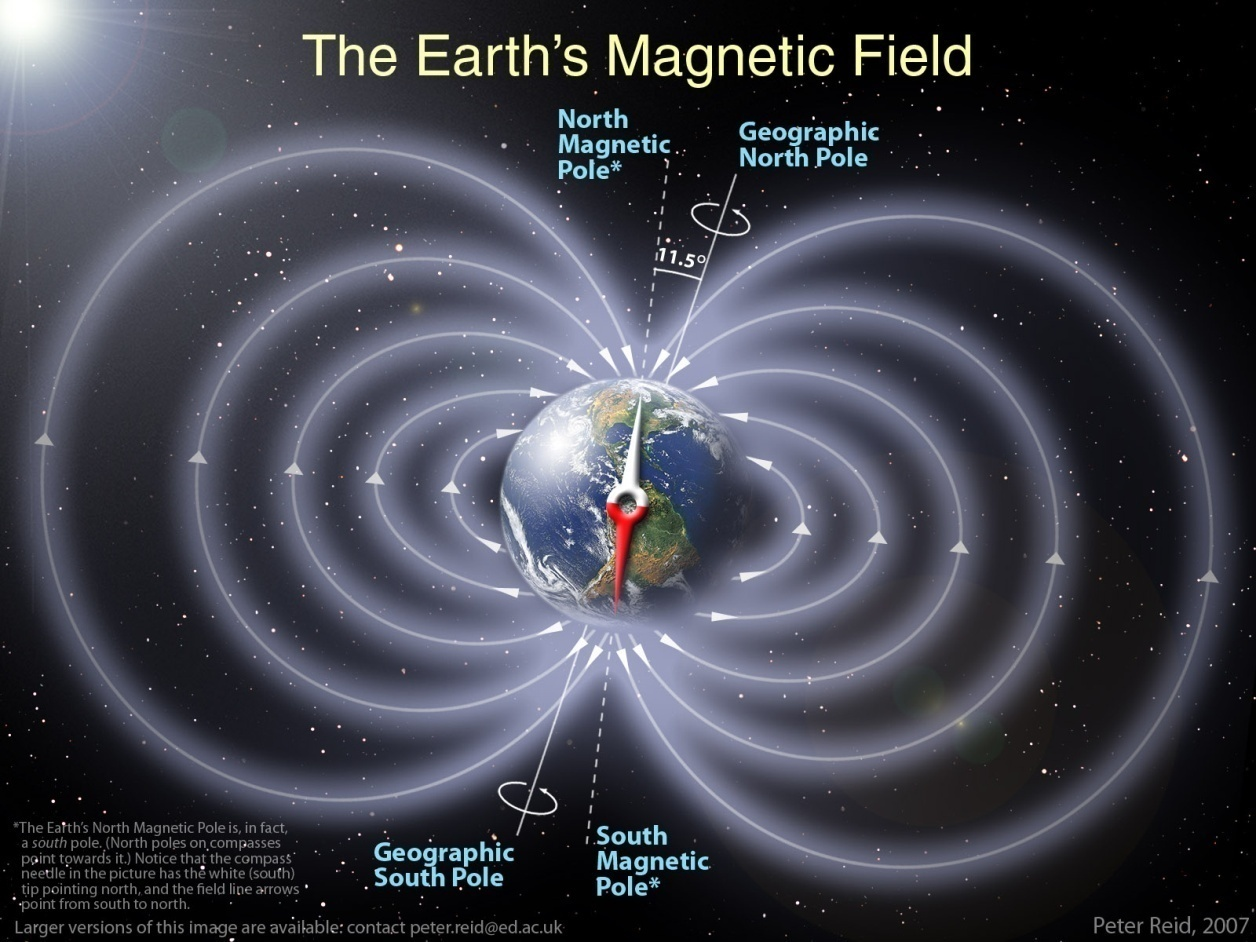 The Earth's Magnetic Field
North
Magnetic
Pole*
Geographic
North Pole
11.5°
Geographic
South Pole
South
Magnetic
Pole*
*The Earth's North Magnetic Pole is, in fact,
a south pole. (North poles on compasses
point towards it.) Notice that the compass
needle in the picture has the white (south)
tip pointing north, and the field line arrows
point from south to north.
Larger versions of this image are available: contact peter.reid@ed.ac.uk
Peter Reid, 2007